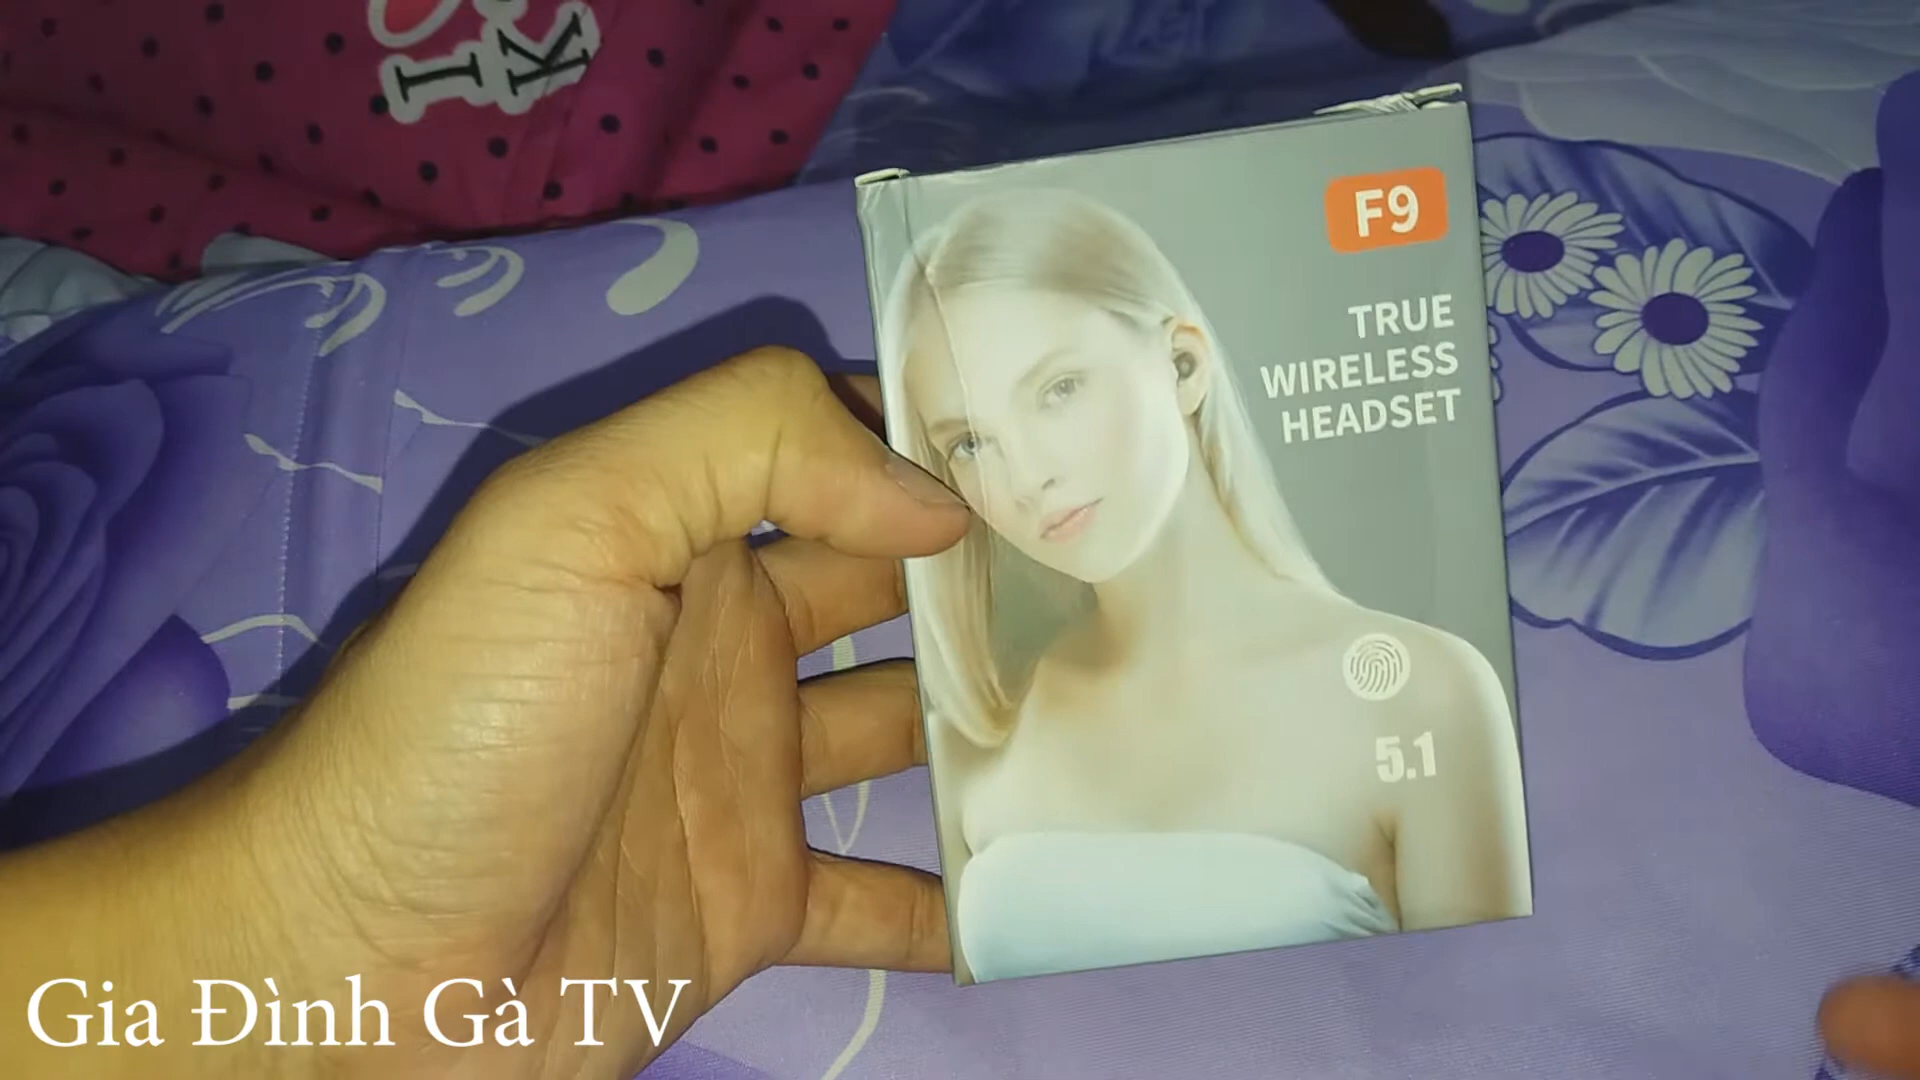 I K
F9
TRUE
WIRELESS
HEADSET
5.1
Gia Đình Gà TV